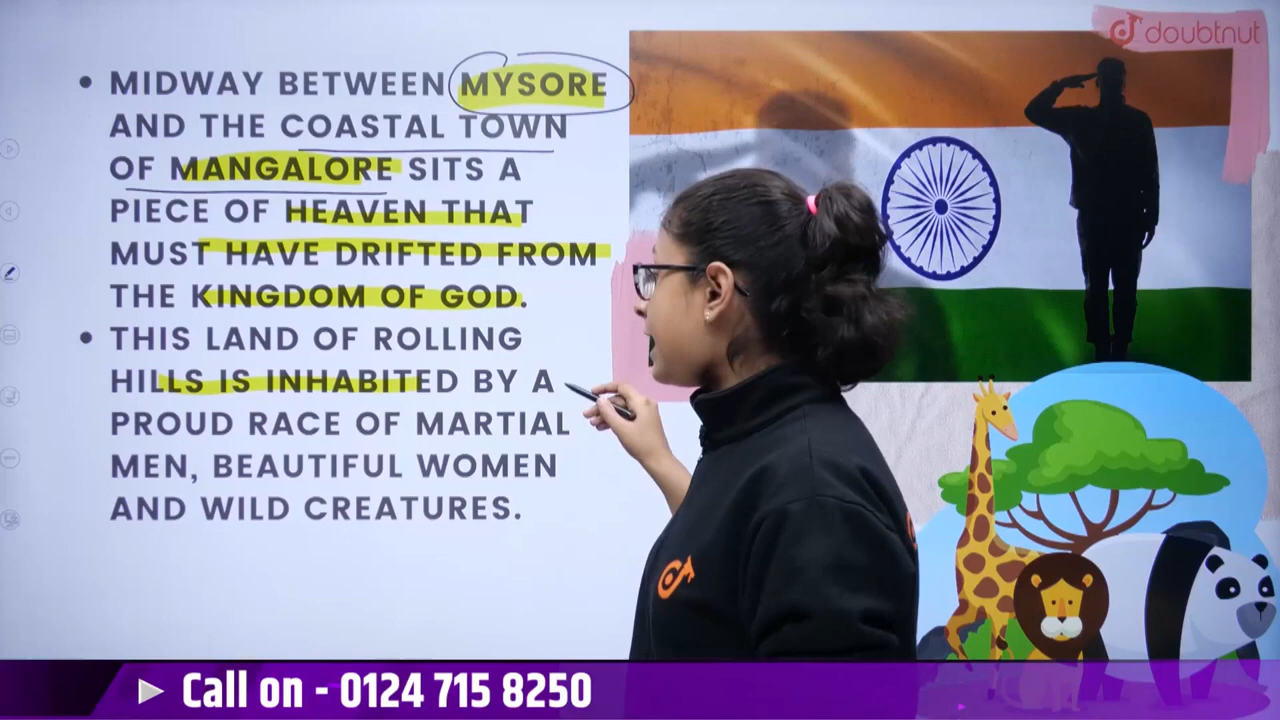 doubtnut
• MIDWAY BETWEEN MYSORE
AND THE COASTAL TOWN
OF MANGALORE SITS A
PIECE OF HEAVEN THAT
MUST HAVE DRIFTED FROM
THE KINGDOM OF GOD.
• THIS LAND OF ROLLING
HILLS IS INHABITED BY A
PROUD RACE OF MARTIAL
MEN, BEAUTIFUL WOMEN
AND WILD CREATURES.
Call on - 0124 715 8250